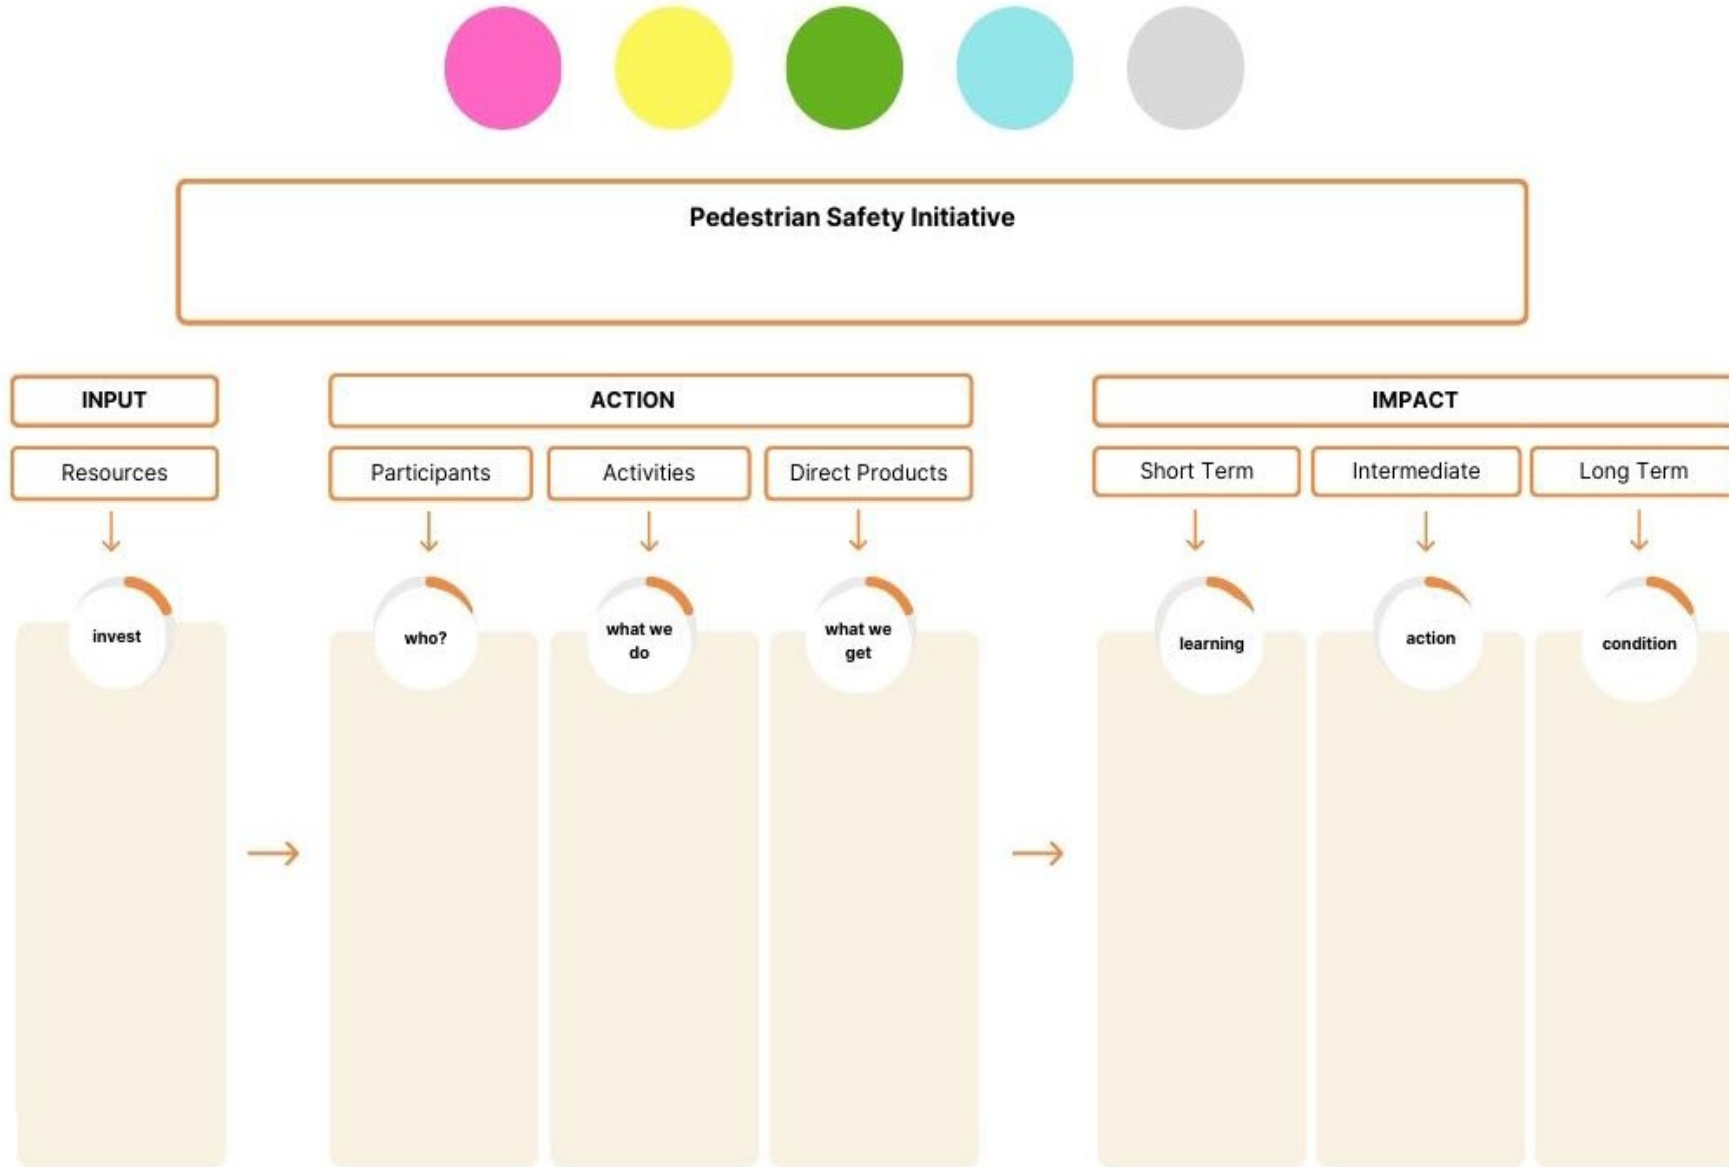 Pedestrian Safety Initiative
INPUT
ACTION
IMPACT
Resources
Participants
Activities
Direct Products
Short Term
Intermediate
Long Term
invest
who?
what we
do
what we
get
learning
action
condition